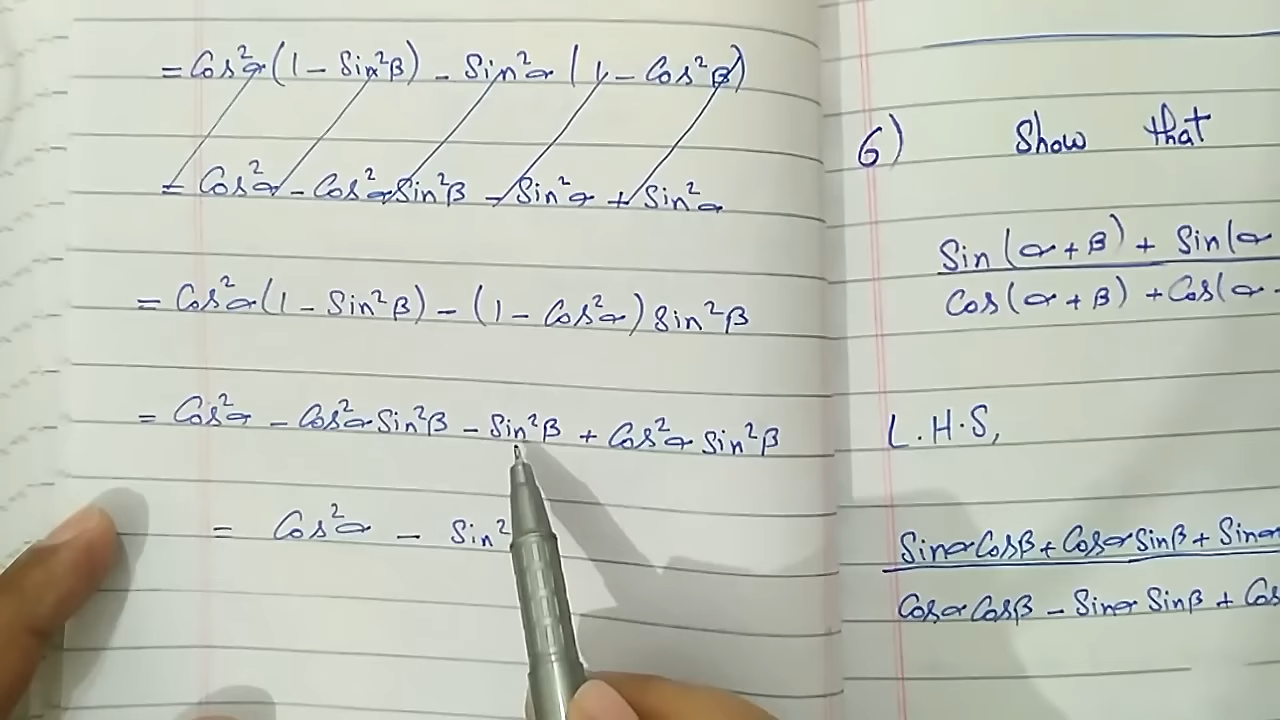 = Cos²α (1 - Sin²β) - Sin²α (1 - Cos²β)
= Cos²α - Cos²α Sin²β - Sin²α + Sin²α
= Cos²α (1 - Sin²β) - (1 - Cos²α) Sin²β
= Cos²α - Cos²α Sin²β - Sin²β + Cos²α Sin²β
= Cos²α - Sin²
6) Show that
Sin (α + β) + Sin (α
Cos (α + β) + Cos (α -
L.H.S,
Sinα Cosβ + Cosα Sinβ + Sinα
Cosα Cosβ - Sinα Sinβ + Cos